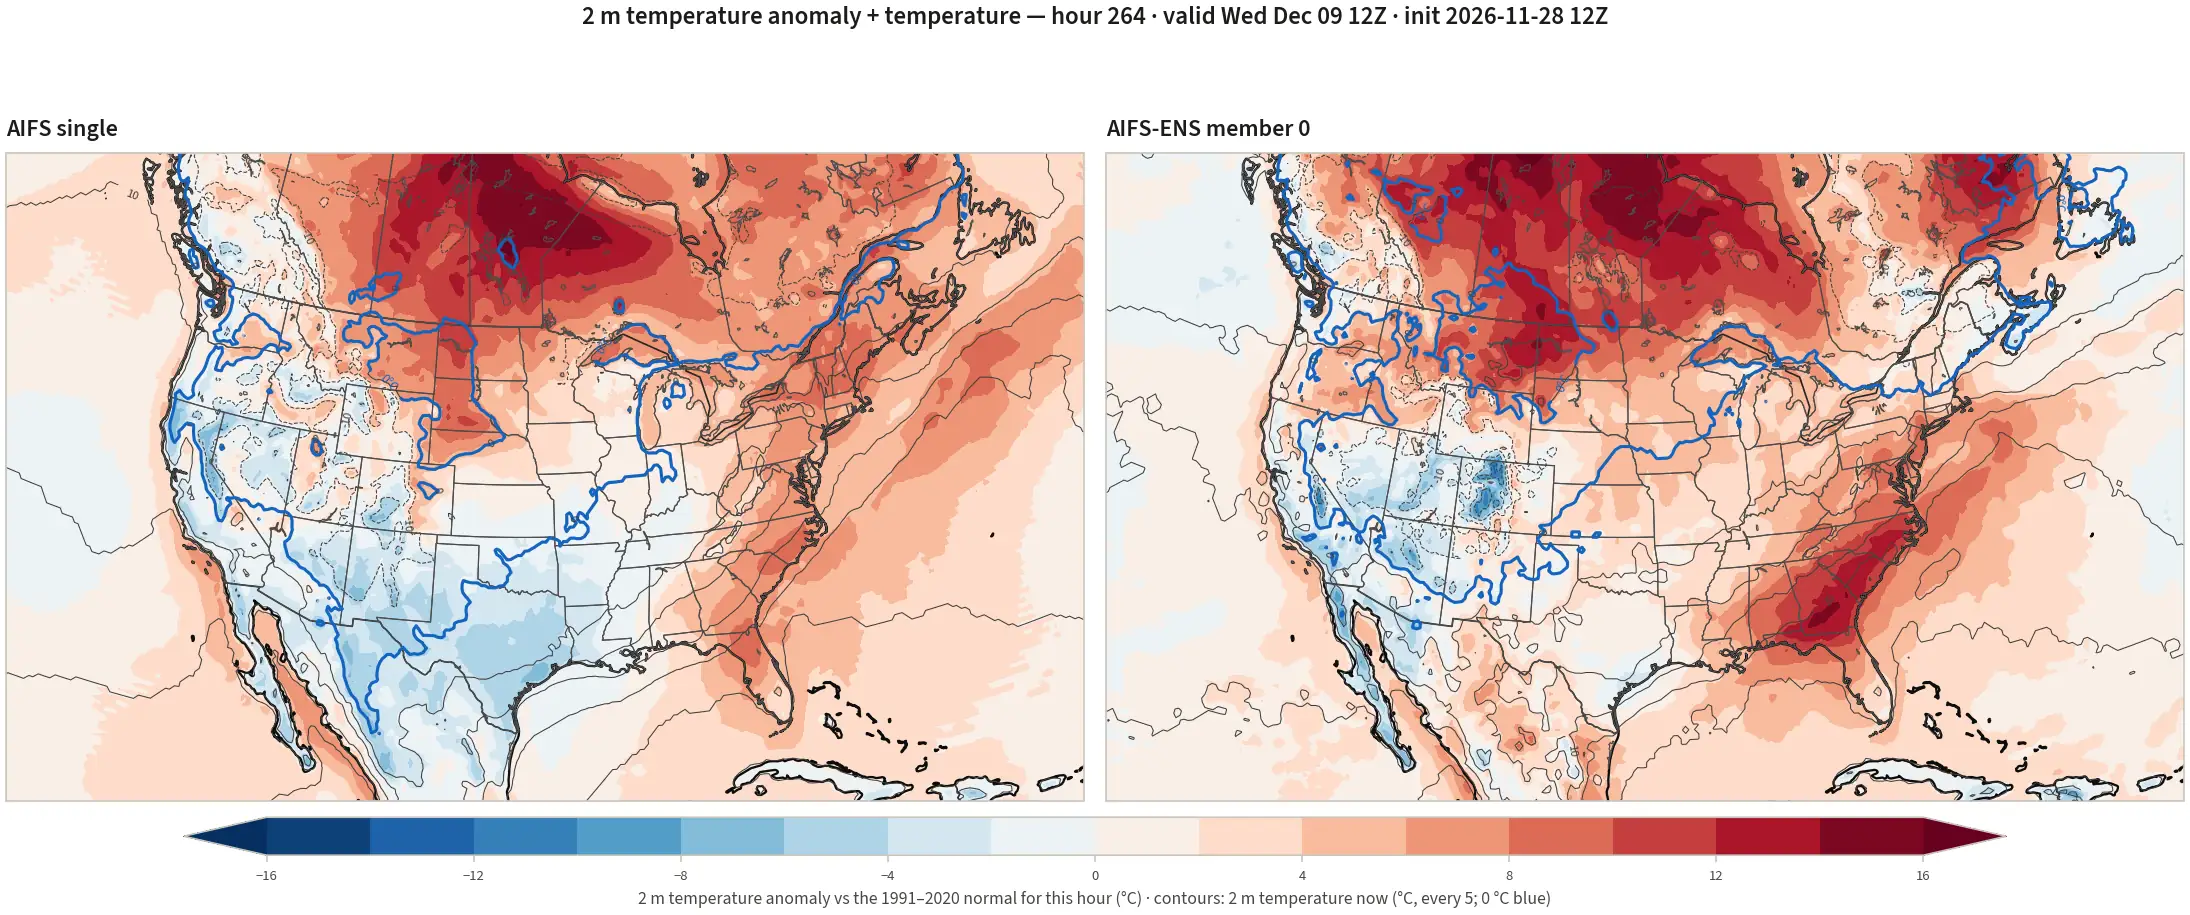 2 m temperature anomaly + temperature — hour 264 · valid Wed Dec 09 12Z · init 2026-11-28 12Z
AIFS single
AIFS-ENS member 0
10
−16
−12
−8
−4
0
4
8
12
16
2 m temperature anomaly vs the 1991–2020 normal for this hour (°C) · contours: 2 m temperature now (°C, every 5; 0 °C blue)